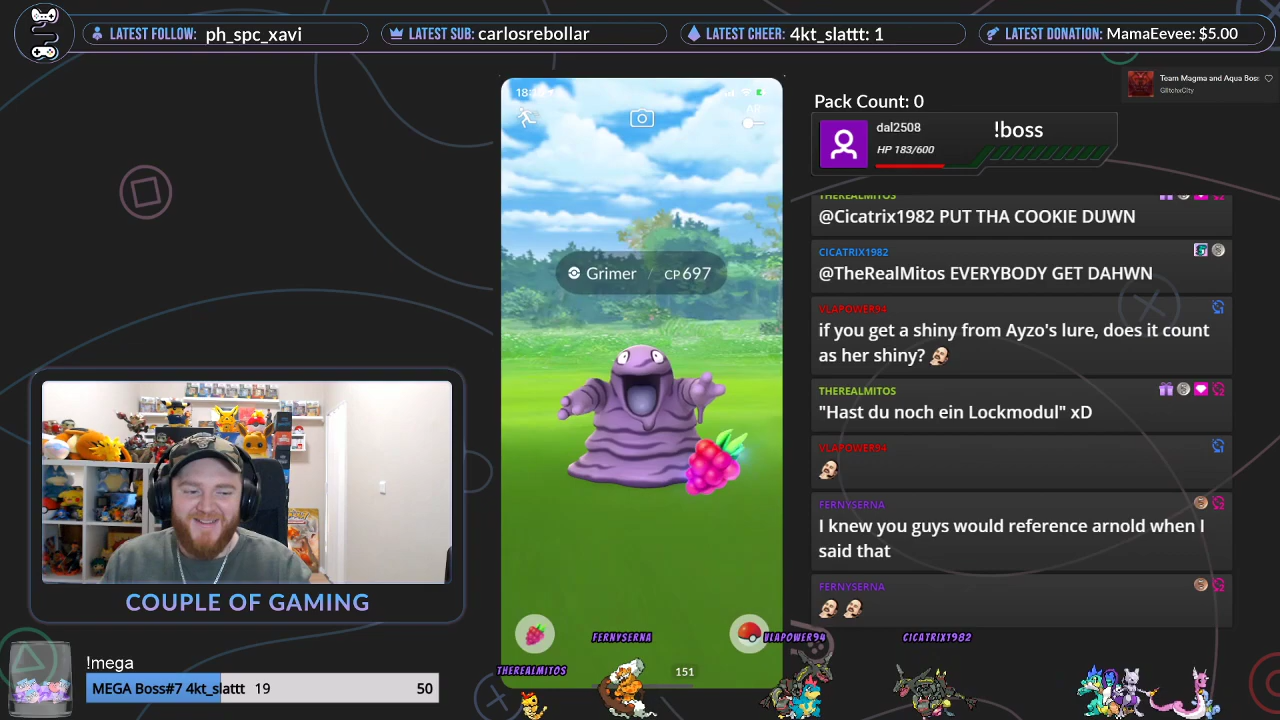 LATEST FOLLOW: ph_spc_xavi
LATEST SUB: carlosrebollar
LATEST CHEER: 4kt_slattt: 1
LATEST DONATION: MamaEevee: $5.00
Team Magma and Aqua Boss
GlitchxCity
Pack Count: 0
dal2508
!boss
HP 183/600
AR
Grimer / CP697
THEREALMITOS
@Cicatrix1982 PUT THA COOKIE DUWN
CICATRIX1982
@TheRealMitos EVERYBODY GET DAHWN
VLAPOWER94
if you get a shiny from Ayzo's lure, does it count
as her shiny?
THEREALMITOS
"Hast du noch ein Lockmodul" xD
VLAPOWER94
FERNYSERNA
I knew you guys would reference arnold when I
said that
FERNYSERNA
COUPLE OF GAMING
!mega
MEGA Boss#7 4kt_slattt 19 50
THEREALMITOS
FERNYSERNA
VLAPOWER94
CICATRIX1982
151